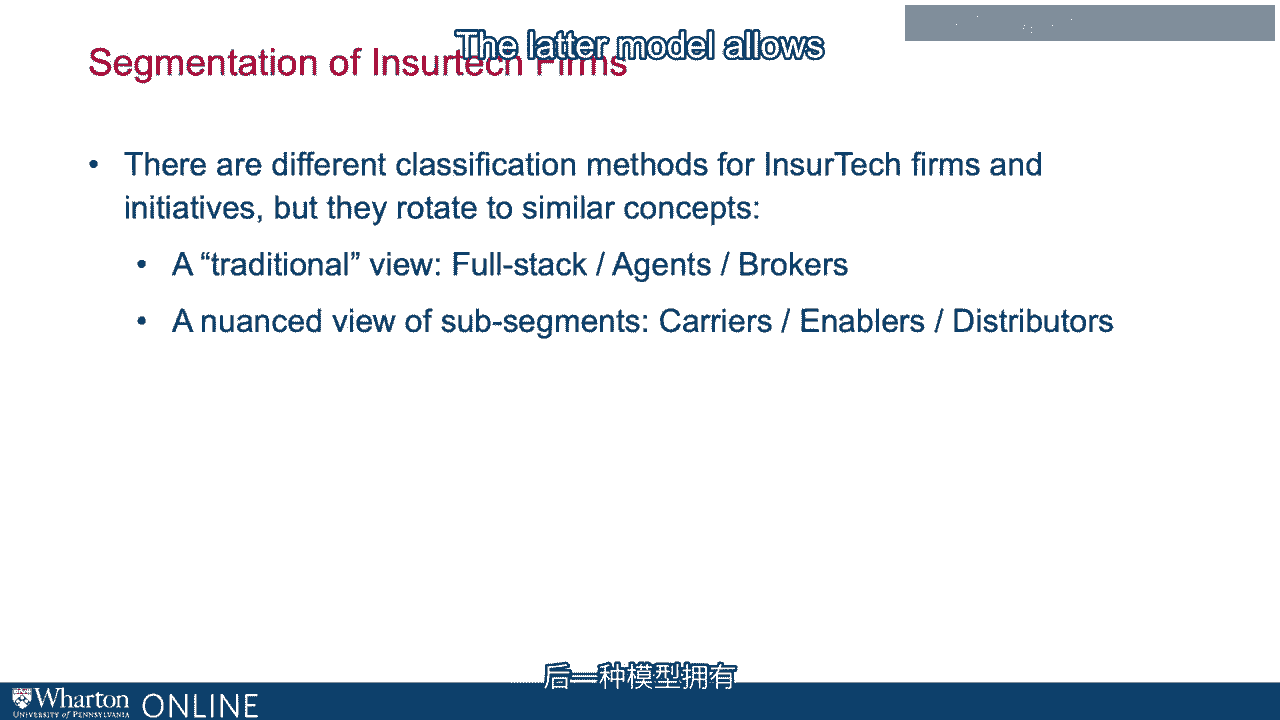 The latter model allows
Segmentation of Insurtech Firms
• There are different classification methods for InsurTech firms and
initiatives, but they rotate to similar concepts:
• A “traditional” view: Full-stack / Agents / Brokers
• A nuanced view of sub-segments: Carriers / Enablers / Distributors
后一种模型拥有
Wharton ONLINE
UNIVERSITY of PENNSYLVANIA